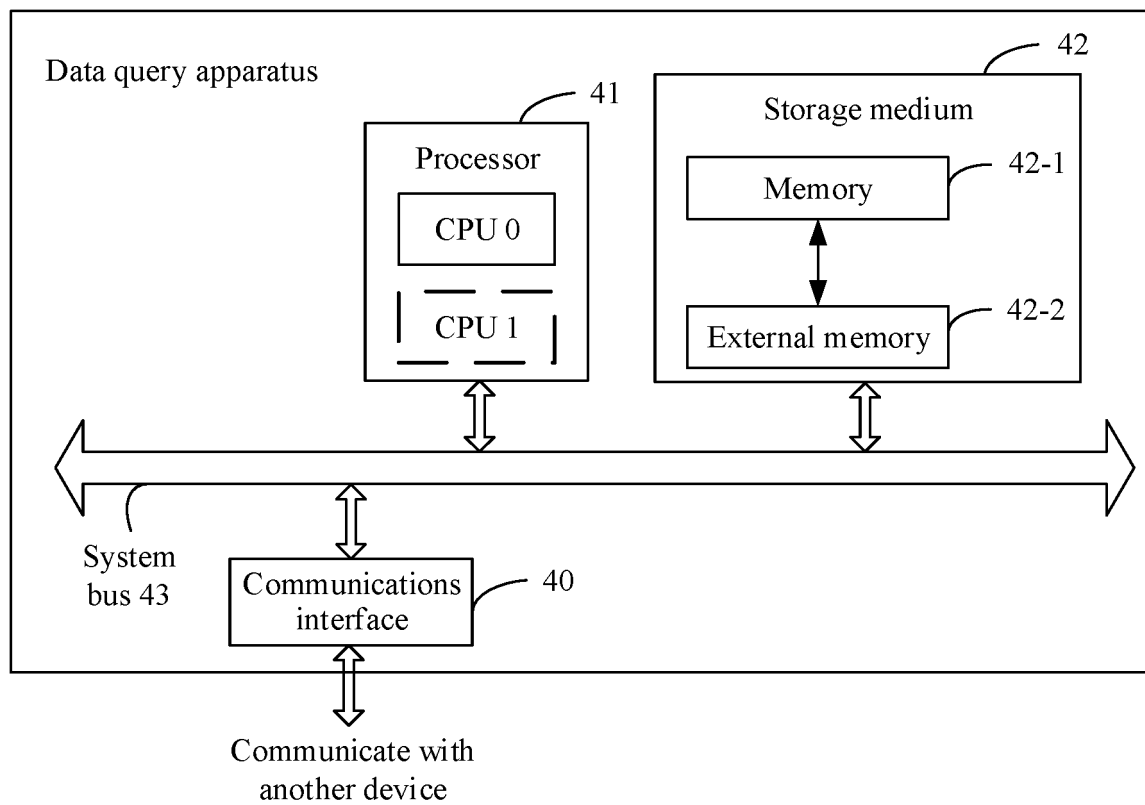 Data query apparatus
41
42
Processor
CPU 0
CPU 1
Storage medium
Memory
42-1
External memory
42-2
System
bus 43
Communications
interface
40
Communicate with
another device